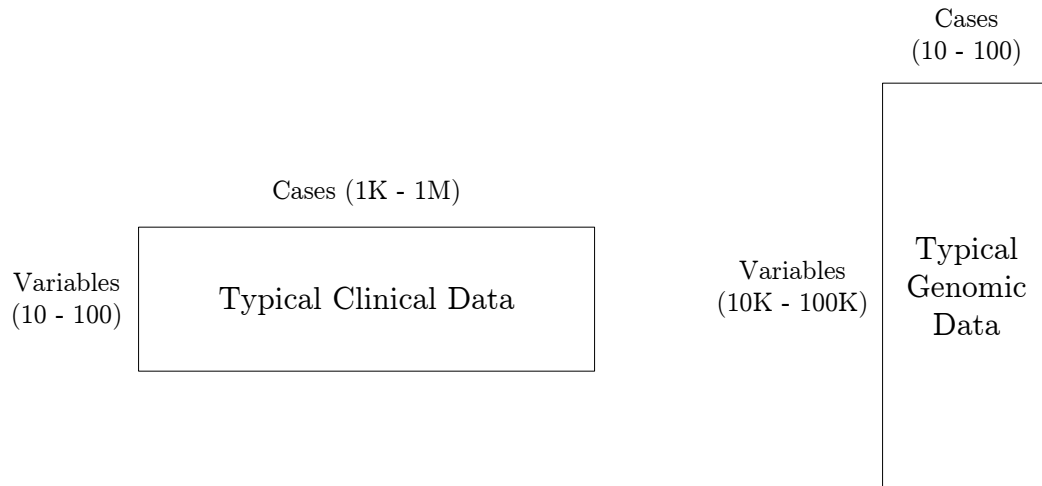 Cases
(10 - 100)
Cases (1K - 1M)
Variables
(10 - 100)
Typical Clinical Data
Variables
(10K - 100K)
Typical
Genomic
Data